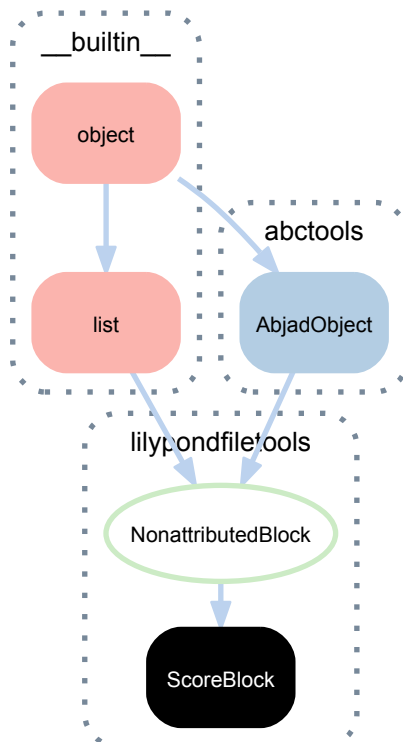 __builtin__
object
abctools
list
AbjadObject
lilypondfiletools
NonattributedBlock
ScoreBlock